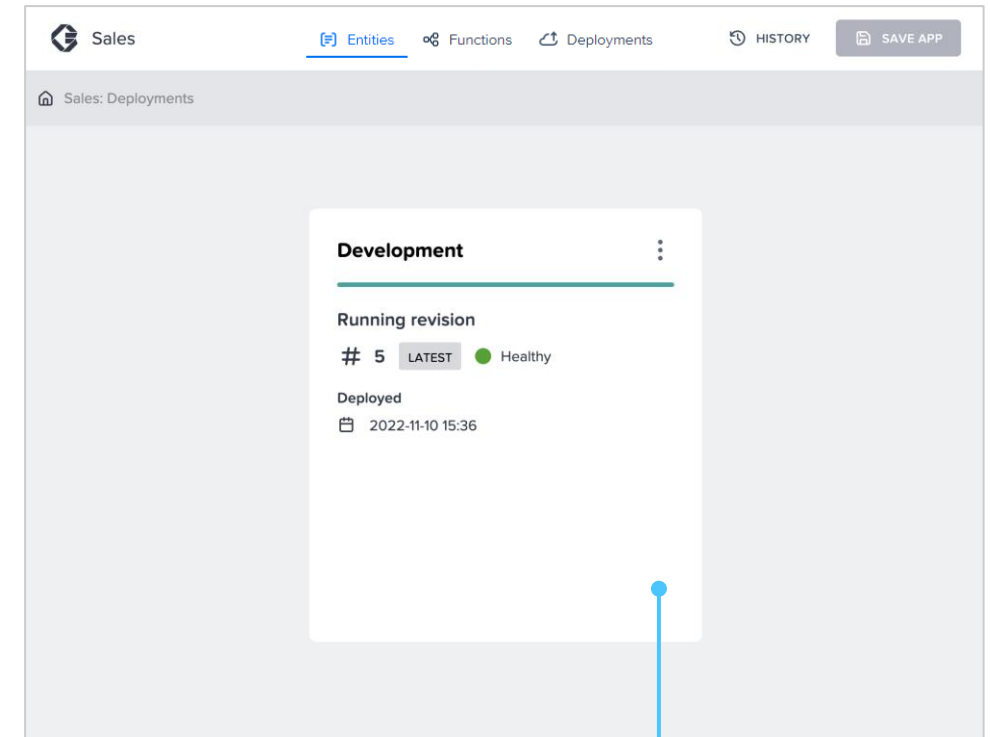 Sales
Entities Functions Deployments
HISTORY
SAVE APP
Sales: Deployments
Development
Running revision
# 5 LATEST Healthy
Deployed
2022-11-10 15:36